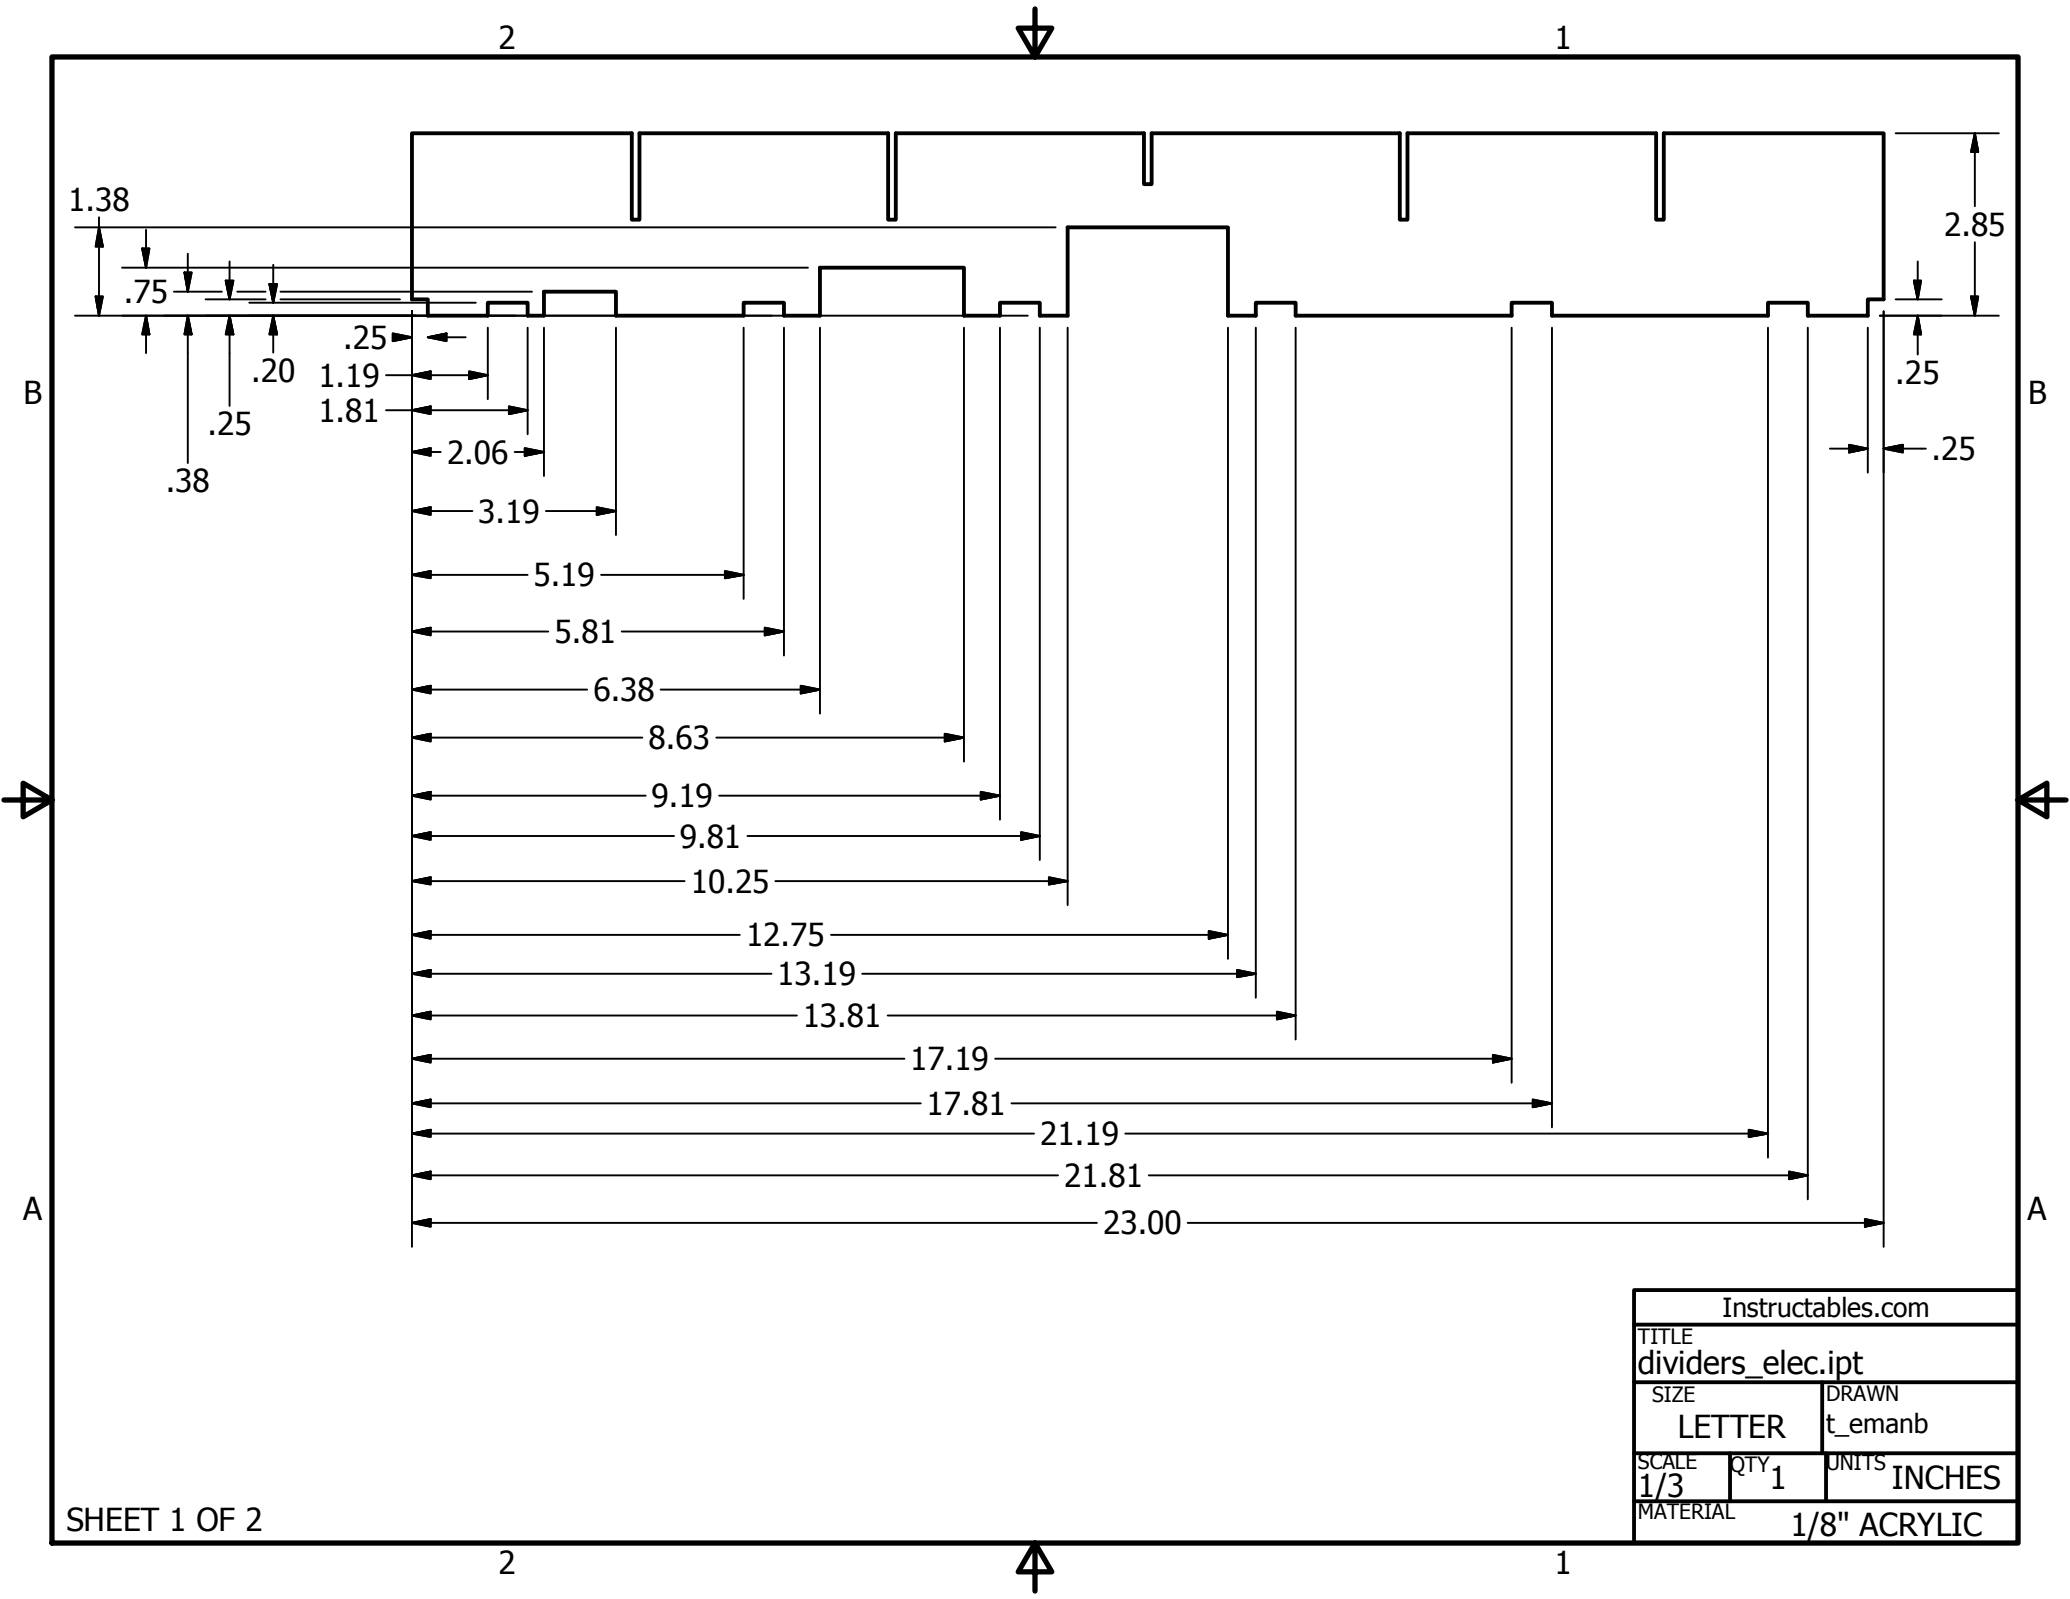 2 1
1.38
2.85
.75
.25
.20
1.19
.25
B
B
1.81
.25
2.06
.25
.38
3.19
5.19
5.81
6.38
8.63
9.19
9.81
10.25
12.75
13.19
13.81
17.19
17.81
21.19
21.81
A
A
23.00
Instructables.com
TITLE
dividers_elec.ipt
SIZE
LETTER
DRAWN
t_emanb
SCALE
1/3
QTY 1
UNITS INCHES
MATERIAL
1/8" ACRYLIC
SHEET 1 OF 2
2 1